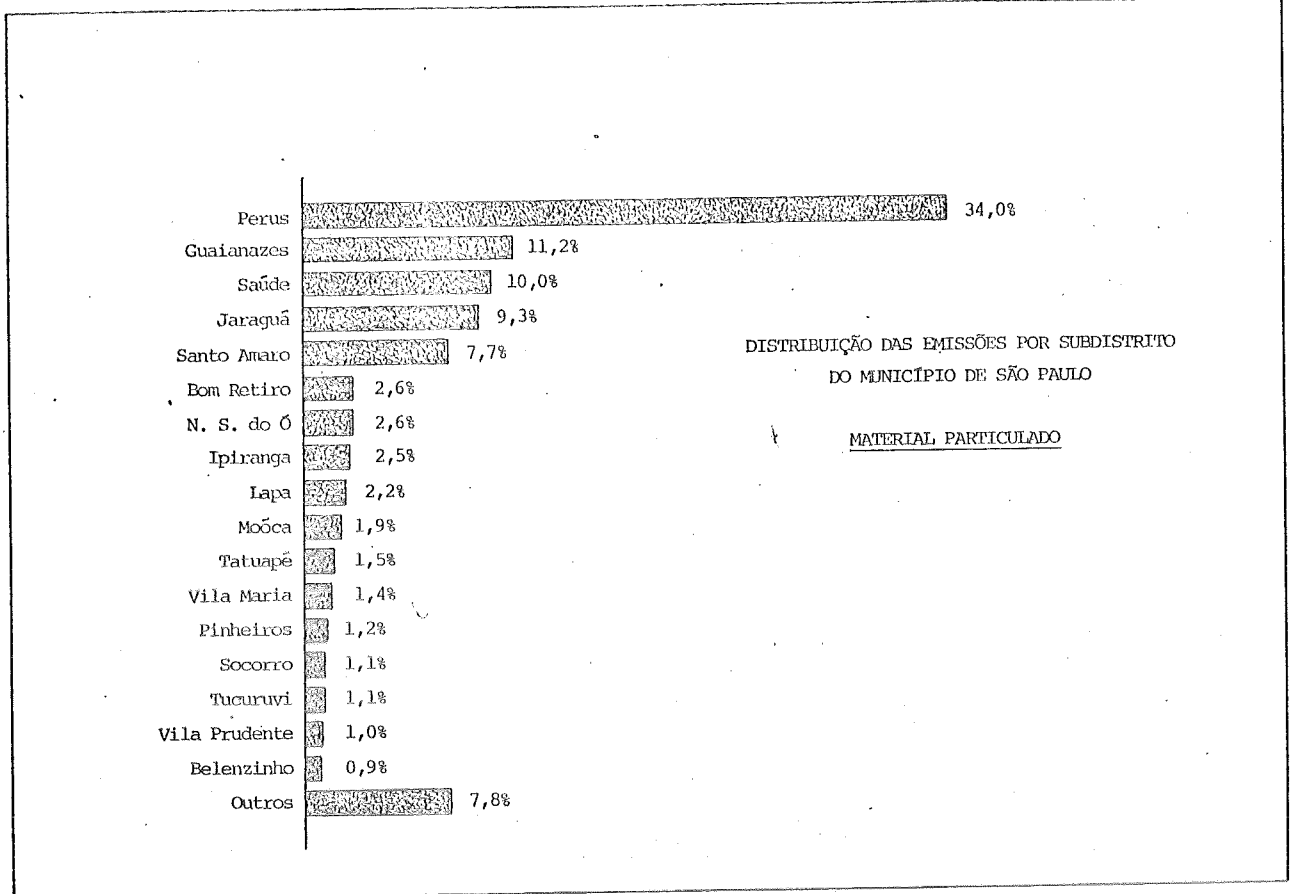 Perus 34,0%
Guaianazes 11,2%
Saúde 10,0%
Jaraguá 9,3%
Santo Amaro 7,7%
DISTRIBUIÇÃO DAS EMISSÕES POR SUBDISTRITO
DO MUNICÍPIO DE SÃO PAULO
MATERIAL PARTICULADO
Bom Retiro 2,6%
N. S. do Ó 2,6%
Ipiranga 2,5%
Lapa 2,2%
Moóca 1,9%
Tatuapé 1,5%
Vila Maria 1,4%
Pinheiros 1,2%
Socorro 1,1%
Tucuruvi 1,1%
Vila Prudente 1,0%
Belenzinho 0,9%
Outros 7,8%